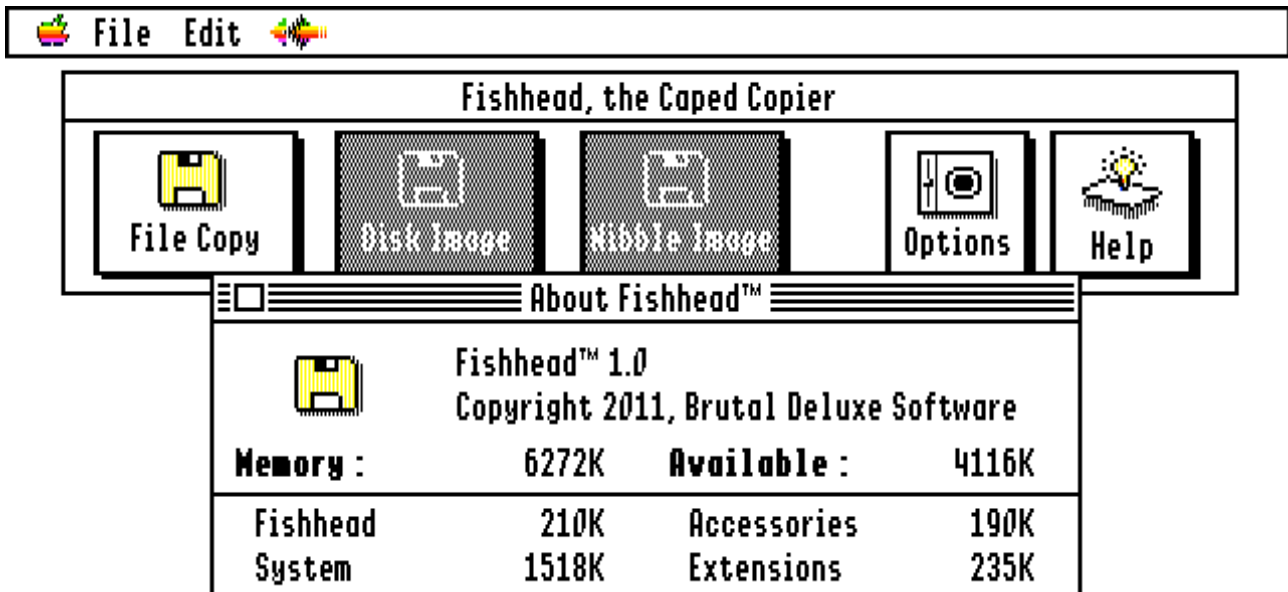 File Edit
Fishhead, the Caped Copier
File Copy Disk Image Nibble Image Options Help
About Fishhead™
Fishhead™ 1.0
Copyright 2011, Brutal Deluxe Software
Memory : 6272K Available : 4116K
Fishhead 210K Accessories 190K
System 1518K Extensions 235K